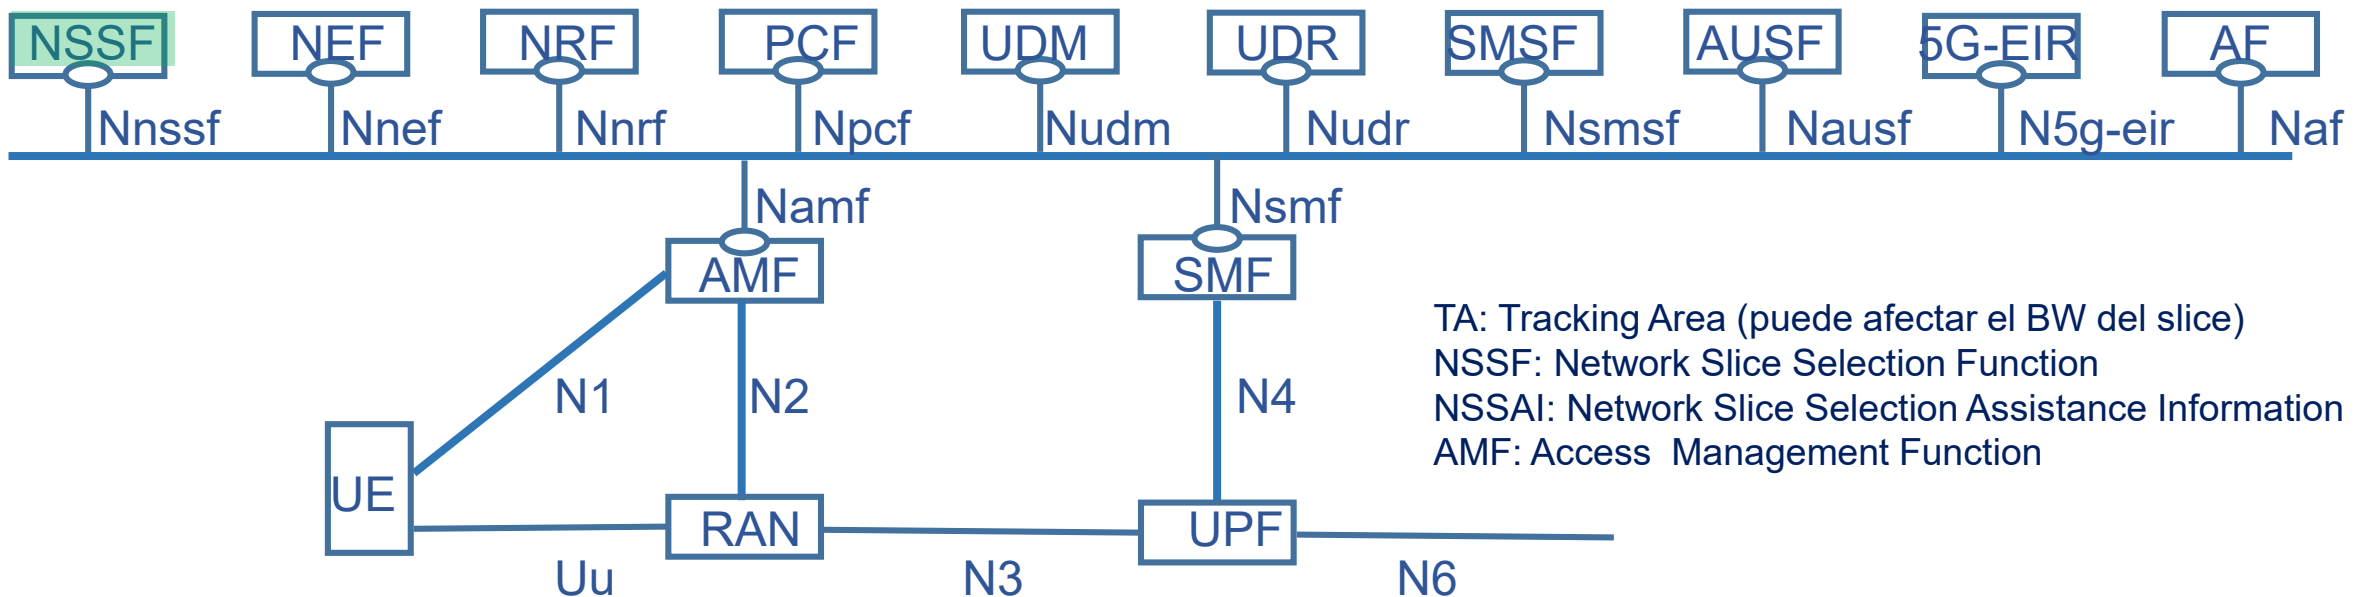 NSSF NEF NRF PCF UDM UDR SMSF AUSF 5G-EIR AF
Nnssf Nnef Nnrf Npcf Nudm Nudr Nsmsf Nausf N5g-eir Naf
Namf Nsmf
AMF SMF
TA: Tracking Area (puede afectar el BW del slice)
NSSF: Network Slice Selection Function
NSSAI: Network Slice Selection Assistance Information
AMF: Access Management Function
N1 N2 N4
UE RAN UPF
Uu N3 N6